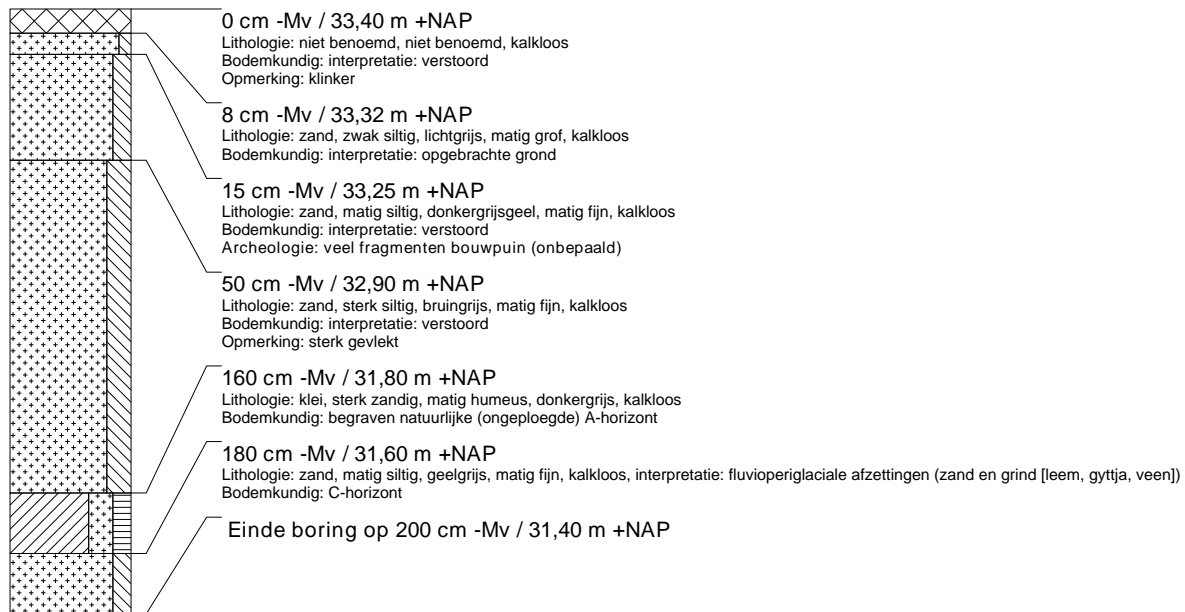 0 cm -Mv / 33,40 m +NAP
Lithologie: niet benoemd, niet benoemd, kalkloos
Bodemkundig: interpretatie: verstoord
Opmerking: klinker
8 cm -Mv / 33,32 m +NAP
Lithologie: zand, zwak siltig, lichtgrijs, matig grof, kalkloos
Bodemkundig: interpretatie: opgebrachte grond
15 cm -Mv / 33,25 m +NAP
Lithologie: zand, matig siltig, donkergrijsgeel, matig fijn, kalkloos
Bodemkundig: interpretatie: verstoord
Archeologie: veel fragmenten bouwpuin (onbepaald)
50 cm -Mv / 32,90 m +NAP
Lithologie: zand, sterk siltig, bruingrijs, matig fijn, kalkloos
Bodemkundig: interpretatie: verstoord
Opmerking: sterk gevlekt
160 cm -Mv / 31,80 m +NAP
Lithologie: klei, sterk zandig, matig humeus, donkergrijs, kalkloos
Bodemkundig: begraven natuurlijke (ongeploegde) A-horizont
180 cm -Mv / 31,60 m +NAP
Lithologie: zand, matig siltig, geelgrijs, matig fijn, kalkloos, interpretatie: fluvioperiglaciale afzettingen (zand en grind [leem, gyttja, veen])
Bodemkundig: C-horizont
Einde boring op 200 cm -Mv / 31,40 m +NAP